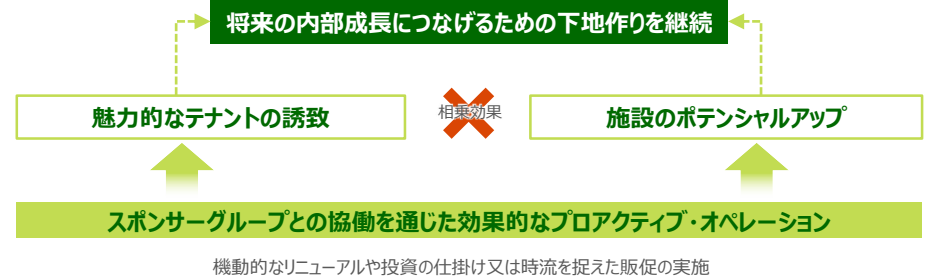 将来の内部成長につなげるための下地作りを継続
魅力的なテナントの誘致
相乗効果
施設のポテンシャルアップ
スポンサーグループとの協働を通じた効果的なプロアクティブ・オペレーション
機動的なリニューアルや投資の仕掛け又は時流を捉えた販促の実施